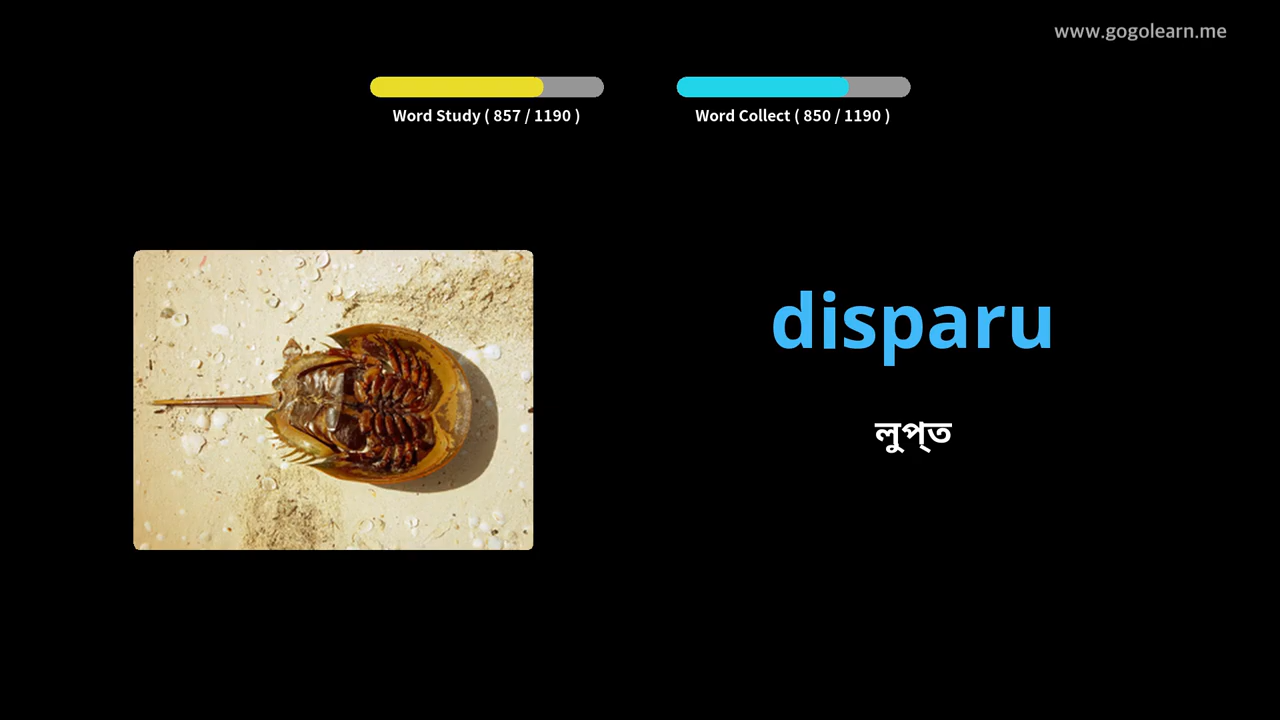 www.gogolearn.me
Word Study ( 857 / 1190 )
Word Collect ( 850 / 1190 )
disparu
লুপ্ত